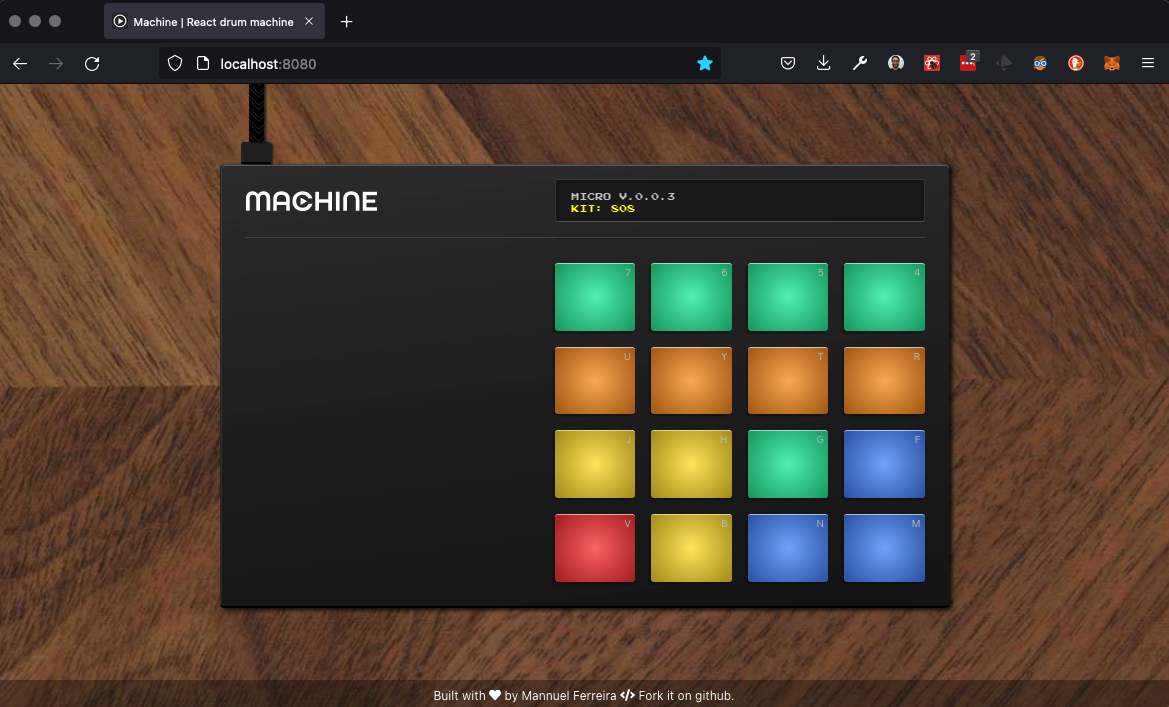 Machine | React drum machine
localhost:8080
2
MACHINE
MICRO V.0.0.3
KIT: SOS
7 6 5 4
U Y T R
J H G F
V B N M
Built with by Mannuel Ferreira Fork it on github.